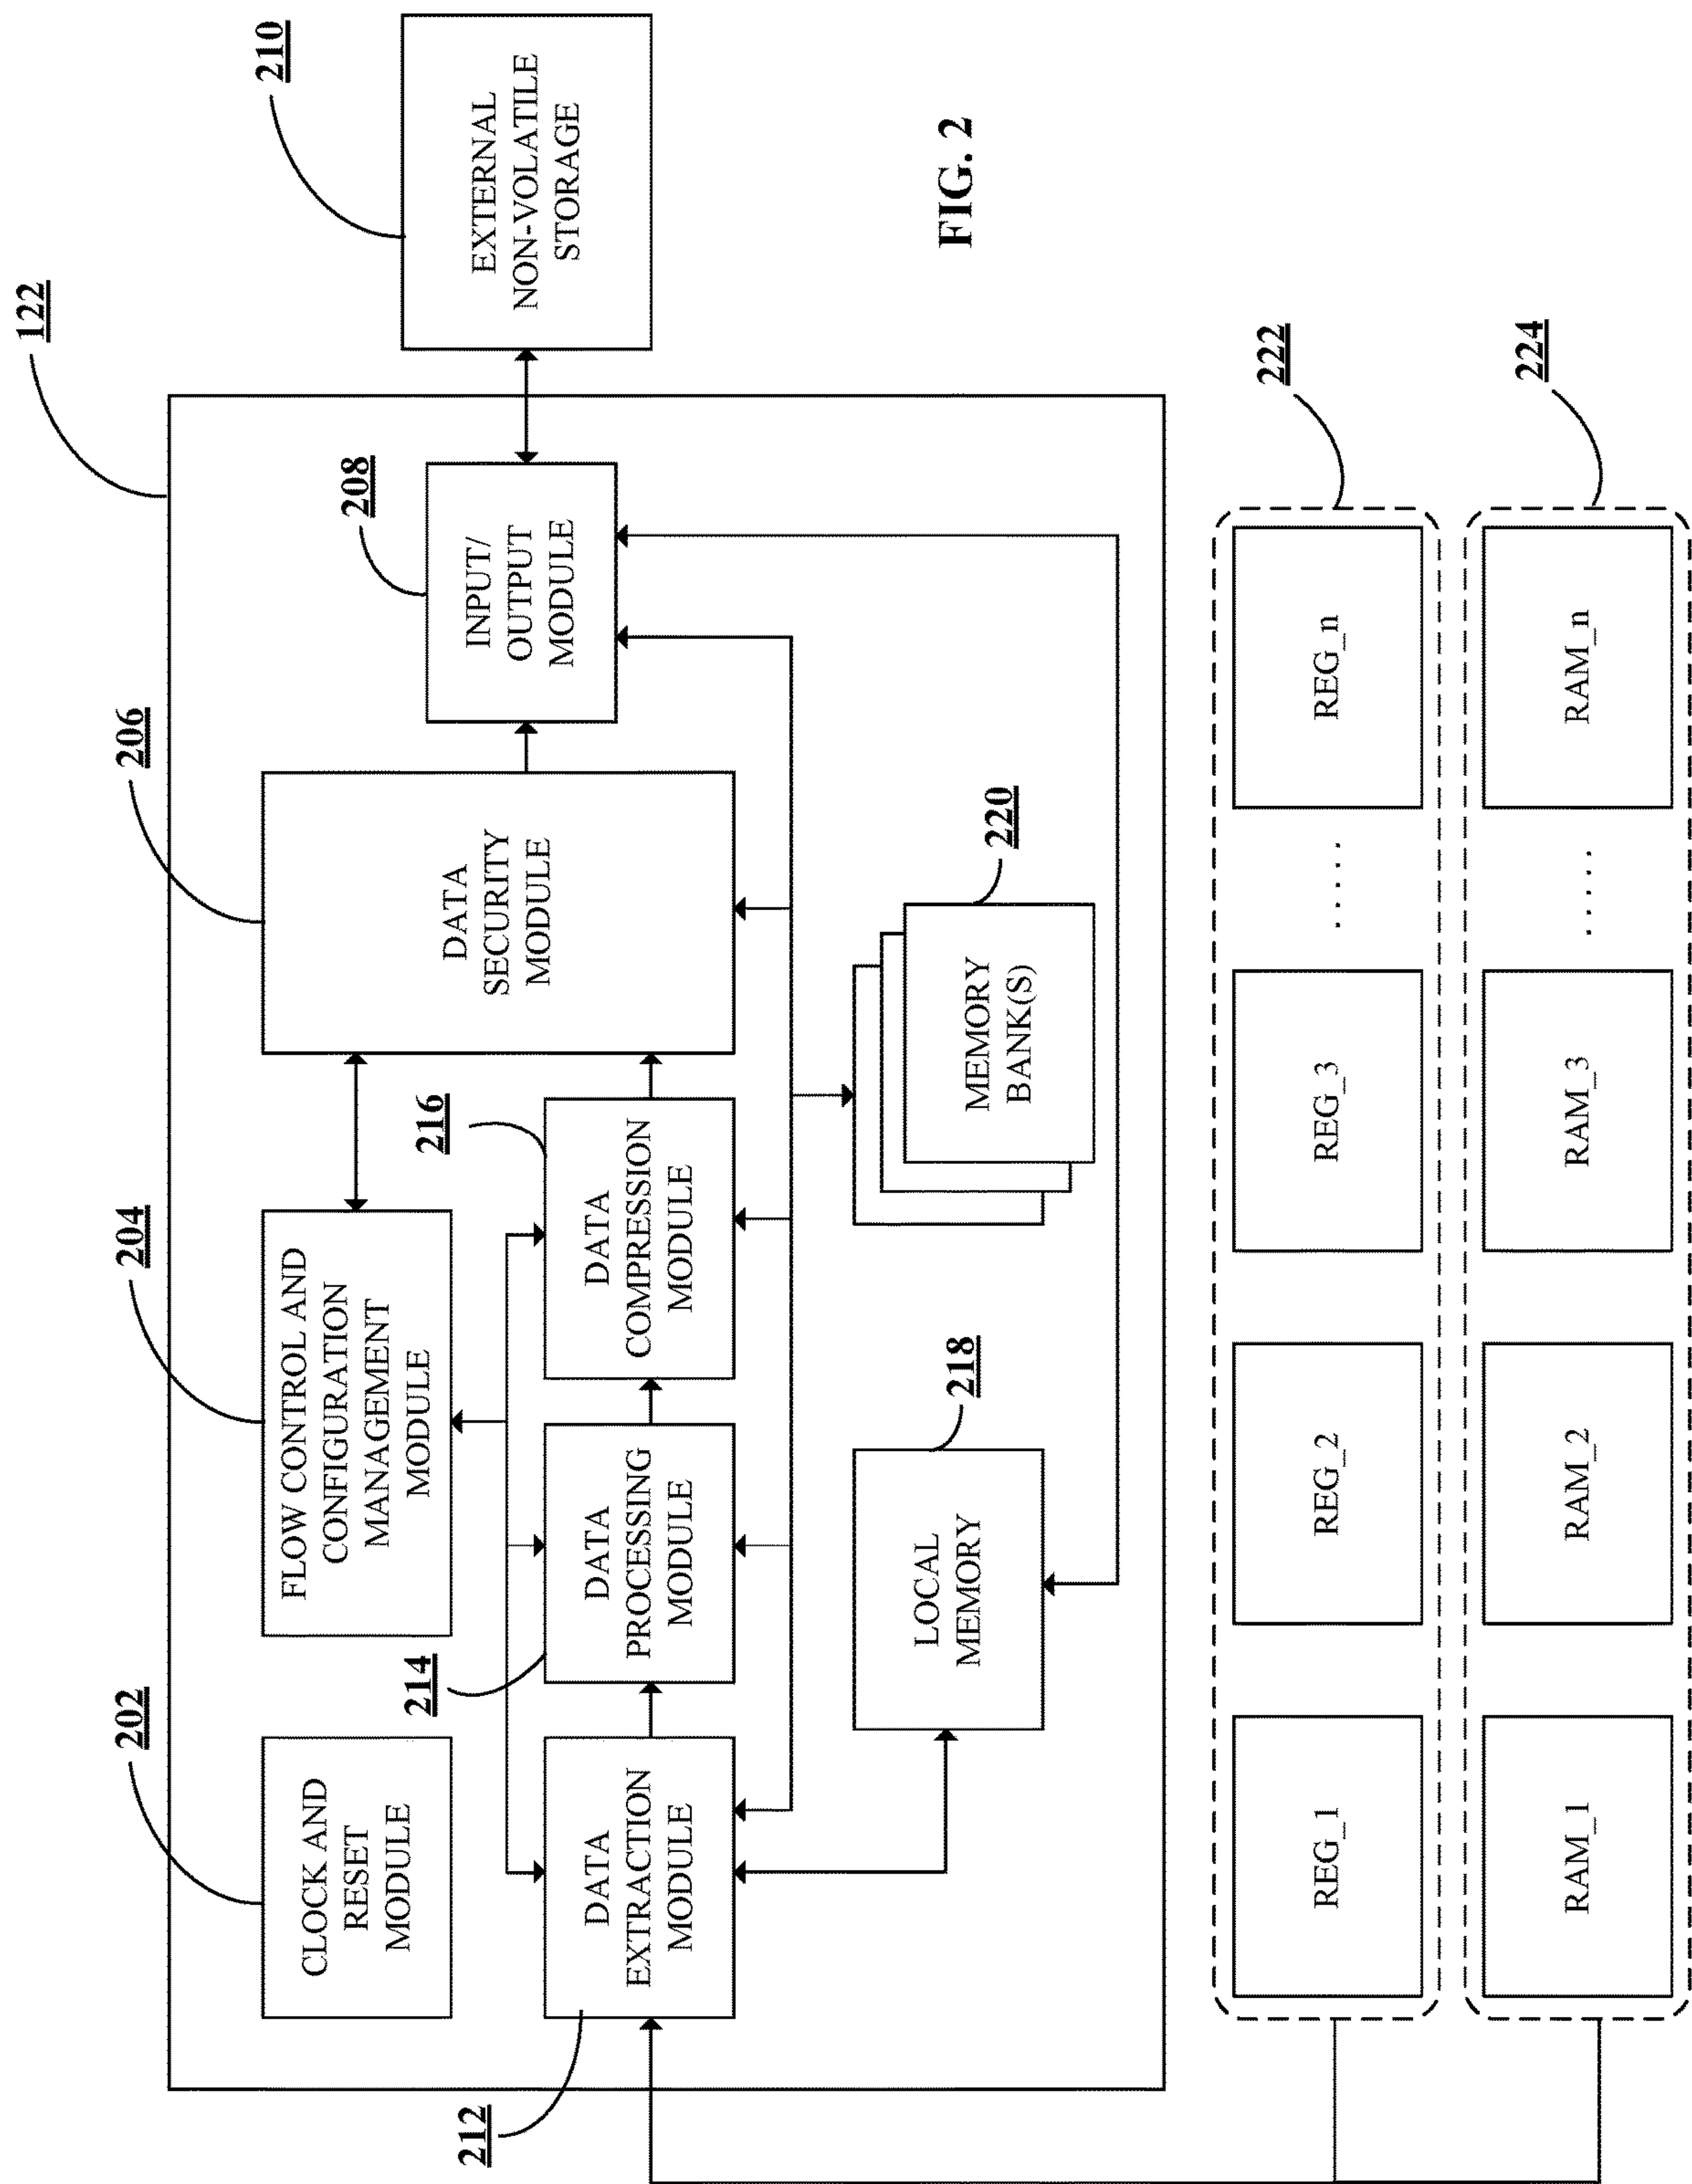 122
202
CLOCK AND
RESET
MODULE
204
FLOW CONTROL AND
CONFIGURATION
MANAGEMENT
MODULE
206
DATA
SECURITY
MODULE
208
INPUT/
OUTPUT
MODULE
210
EXTERNAL
NON-VOLATILE
STORAGE
212
DATA
EXTRACTION
MODULE
214
DATA
PROCESSING
MODULE
216
DATA
COMPRESSION
MODULE
218
LOCAL
MEMORY
220
MEMORY
BANK(S)
222
REG_1
REG_2
REG_3
.....
REG_n
224
RAM_1
RAM_2
RAM_3
.....
RAM_n
FIG. 2